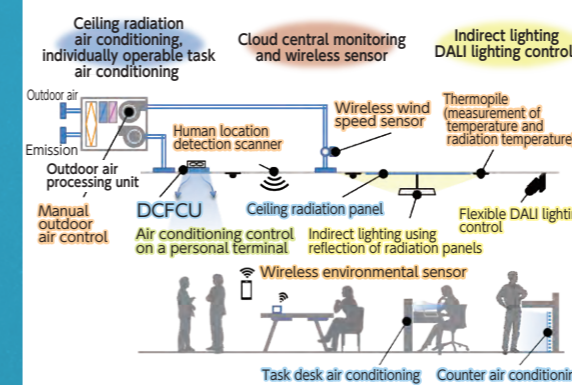 Ceiling radiation
air conditioning,
individually operable task
air conditioning
Cloud central monitoring
and wireless sensor
Indirect lighting
DALI lighting control
Outdoor air
Emission
Outdoor air
processing unit
Manual
outdoor
air control
Human location
detection scanner
Wireless wind
speed sensor
Thermopile
(measurement of
temperature and
radiation temperature)
DCFCU
Air conditioning control
on a personal terminal
Ceiling radiation panel
Indirect lighting using
reflection of radiation panels
Flexible DALI
control
Wireless environmental sensor
Task desk air conditioning
Counter air